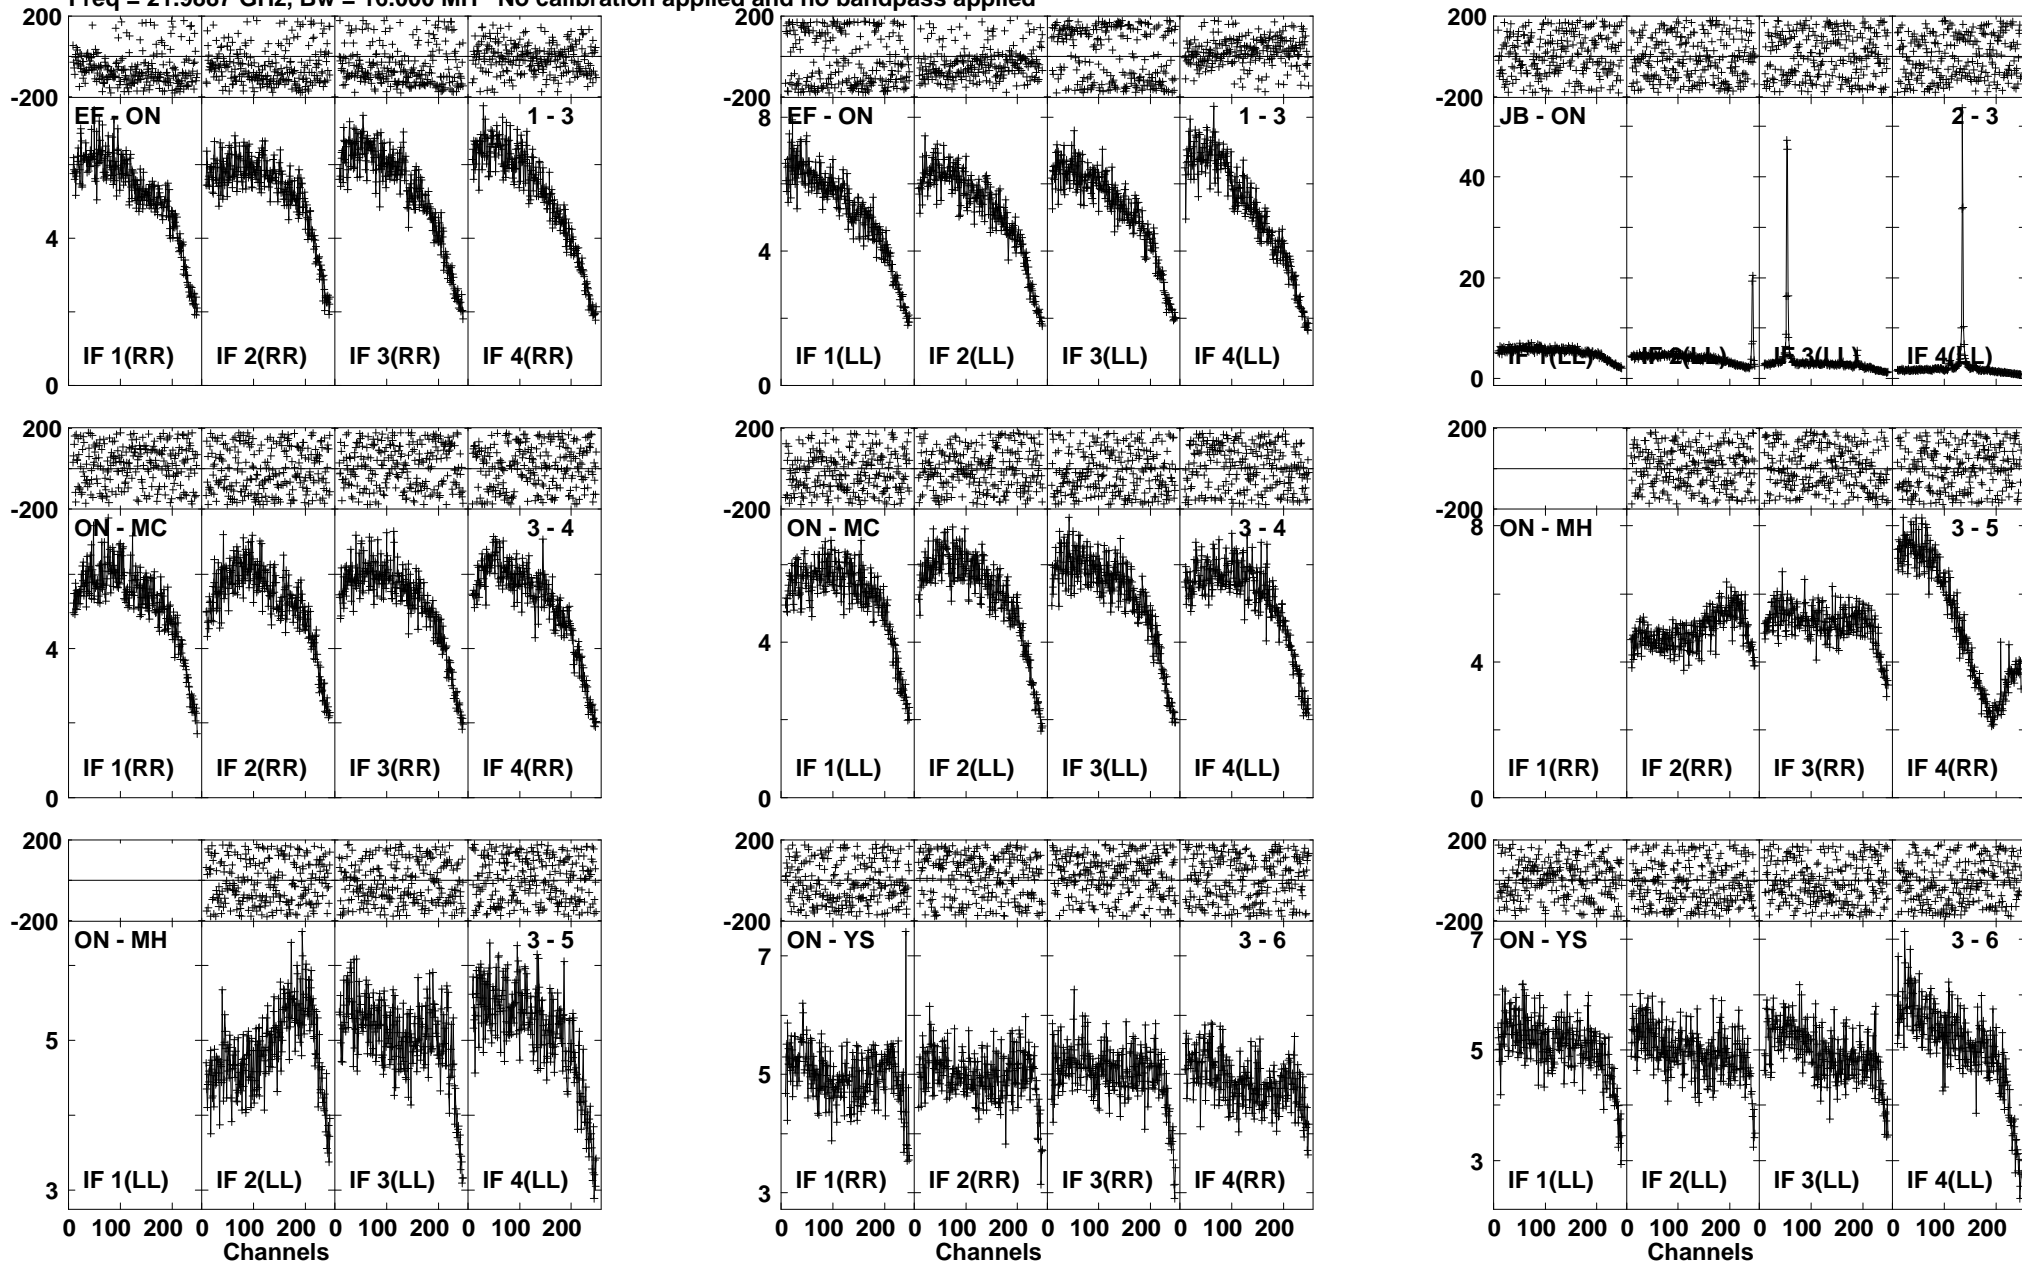 Freq = 21.9887 GHz, Bw = 16.000 MH No calibration applied and no bandpass applied
200 200 200
-200 -200 -200
EF - ON 1 - 3 EF - ON 1 - 3 JB - ON 2 - 3
8
40
4 4
20
IF 1(RR) IF 2(RR) IF 3(RR) IF 4(RR) IF 1(LL) IF 2(LL) IF 3(LL) IF 4(LL) IF 1(LL) IF 2(LL) IF 3(LL) IF 4(LL)
0 0 0
200 200 200
-200 -200 -200
ON - MC 3 - 4 ON - MC 3 - 4 8 ON - MH 3 - 5
4 4 4
IF 1(RR) IF 2(RR) IF 3(RR) IF 4(RR) IF 1(LL) IF 2(LL) IF 3(LL) IF 4(LL) IF 1(RR) IF 2(RR) IF 3(RR) IF 4(RR)
0 0 0
200 200 200
-200 -200 -200
ON - MH 3 - 5 ON - YS 3 - 6 7 ON - YS 3 - 6
7
5 5 5
IF 1(LL) IF 2(LL) IF 3(LL) IF 4(LL) IF 1(RR) IF 2(RR) IF 3(RR) IF 4(RR) IF 1(LL) IF 2(LL) IF 3(LL) IF 4(LL)
3 3 3
0 100 200 0 100 200 0 100 200 0 100 200 0 100 200 0 100 200 0 100 200 0 100 200 0 100 200 0 100 200 0 100 200 0 100 200
Channels Channels